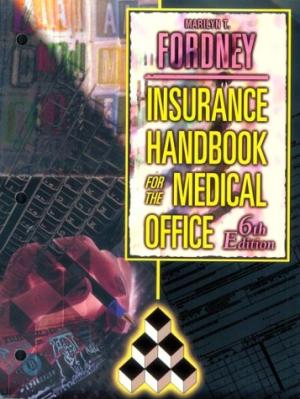 MARILYN T.
FORDNEY
INSURANCE
HANDBOOK
FOR THE MEDICAL
OFFICE 6th
Edition